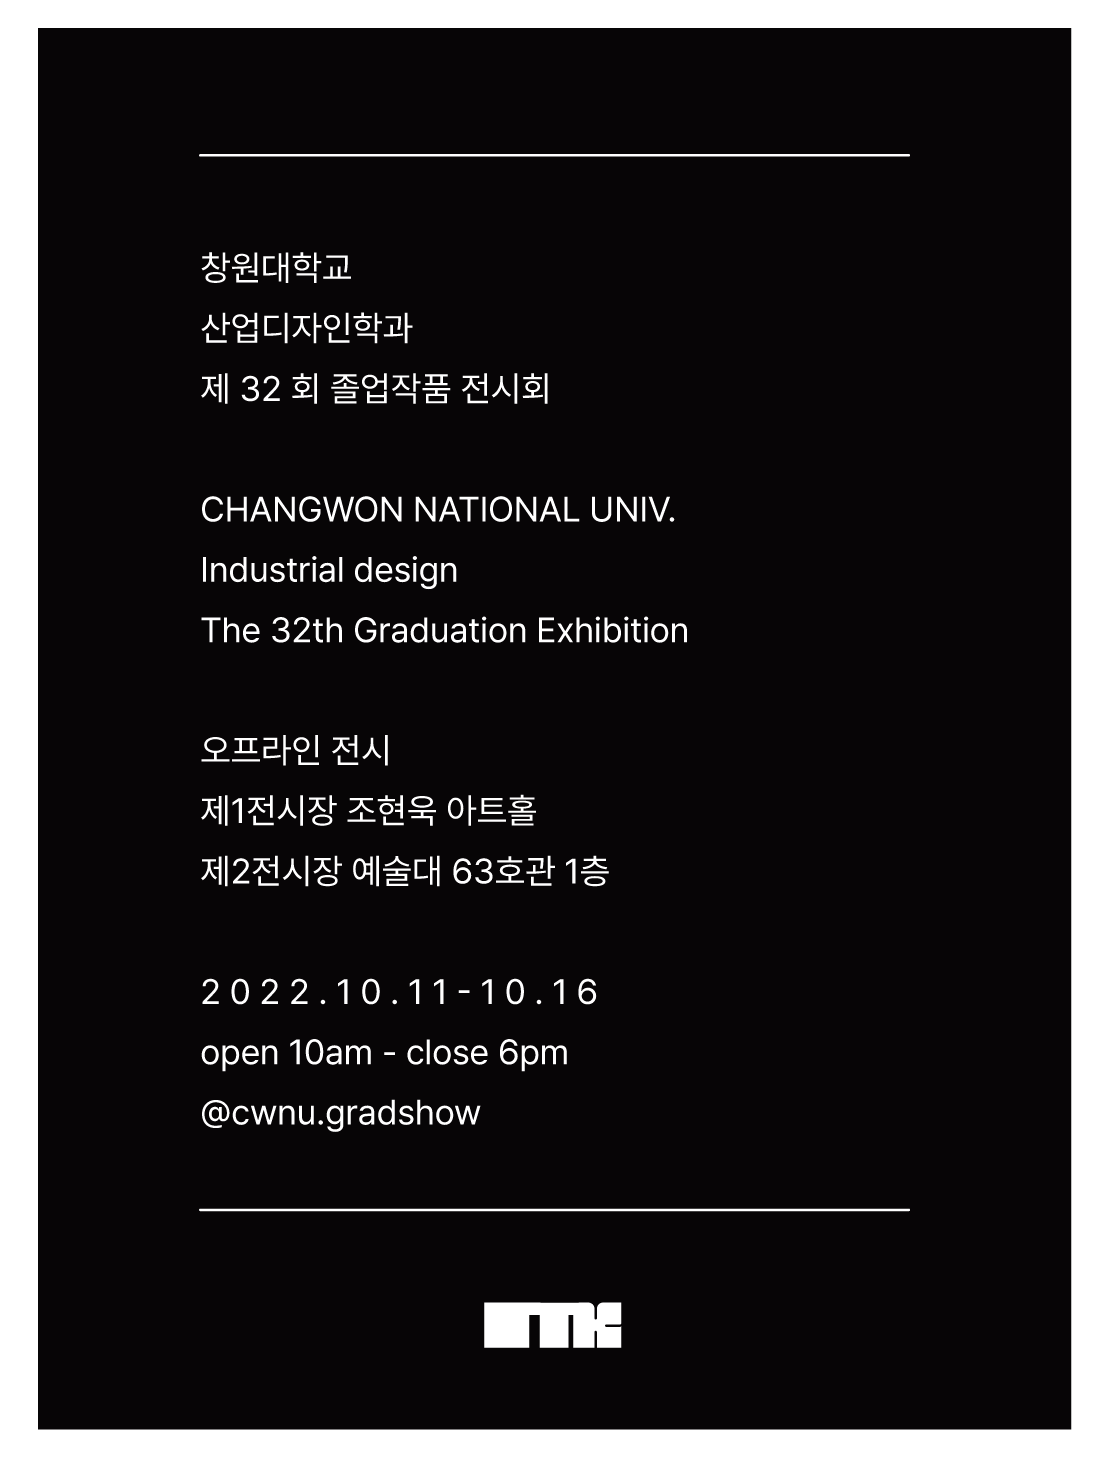 창원대학교
산업디자인학과
제 32 회 졸업작품 전시회
CHANGWON NATIONAL UNIV.
Industrial design
The 32th Graduation Exhibition
오프라인 전시
제1전시장 조현욱 아트홀
제2전시장 예술대 63호관 1층
2022.10.11-10.16
open 10am - close 6pm
@cwnu.gradshow